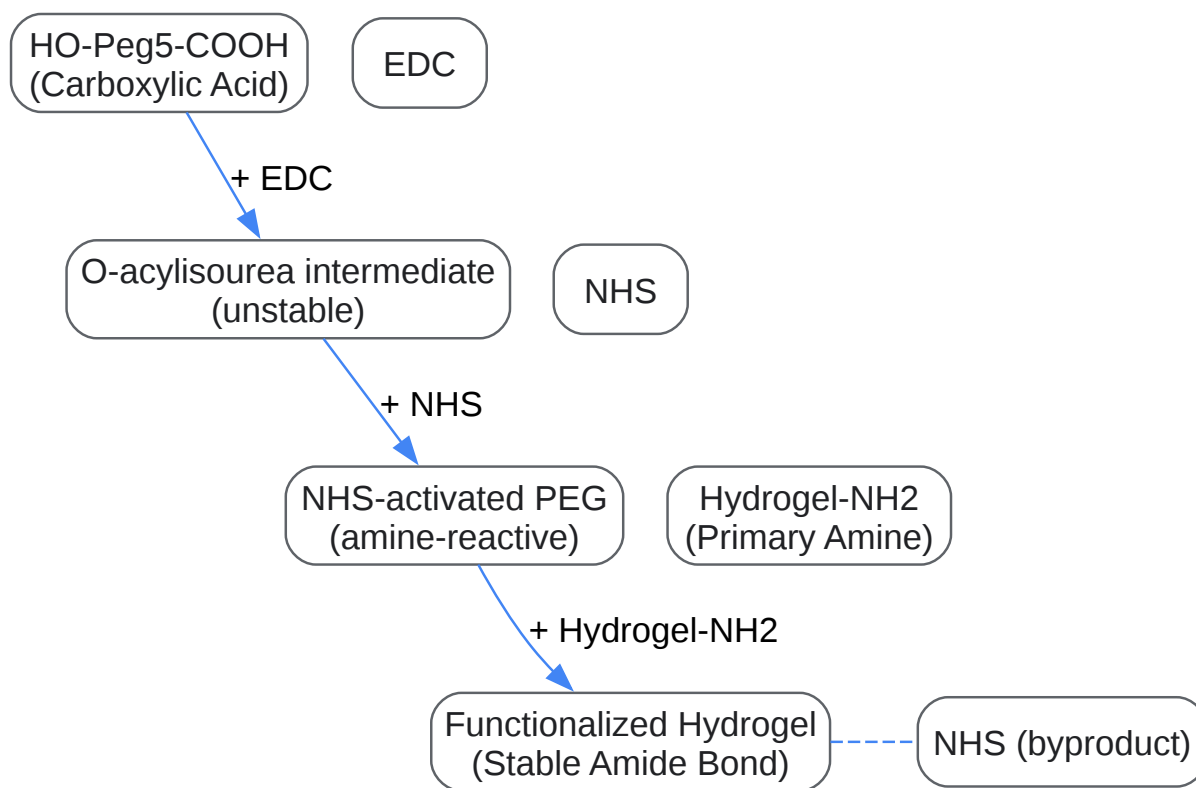 HO-Peg5-COOH
(Carboxylic Acid)
EDC
+ EDC
O-acylisourea intermediate
(unstable)
NHS
+ NHS
NHS-activated PEG
(amine-reactive)
Hydrogel-NH2
(Primary Amine)
+ Hydrogel-NH2
Functionalized Hydrogel
(Stable Amide Bond)
NHS (byproduct)